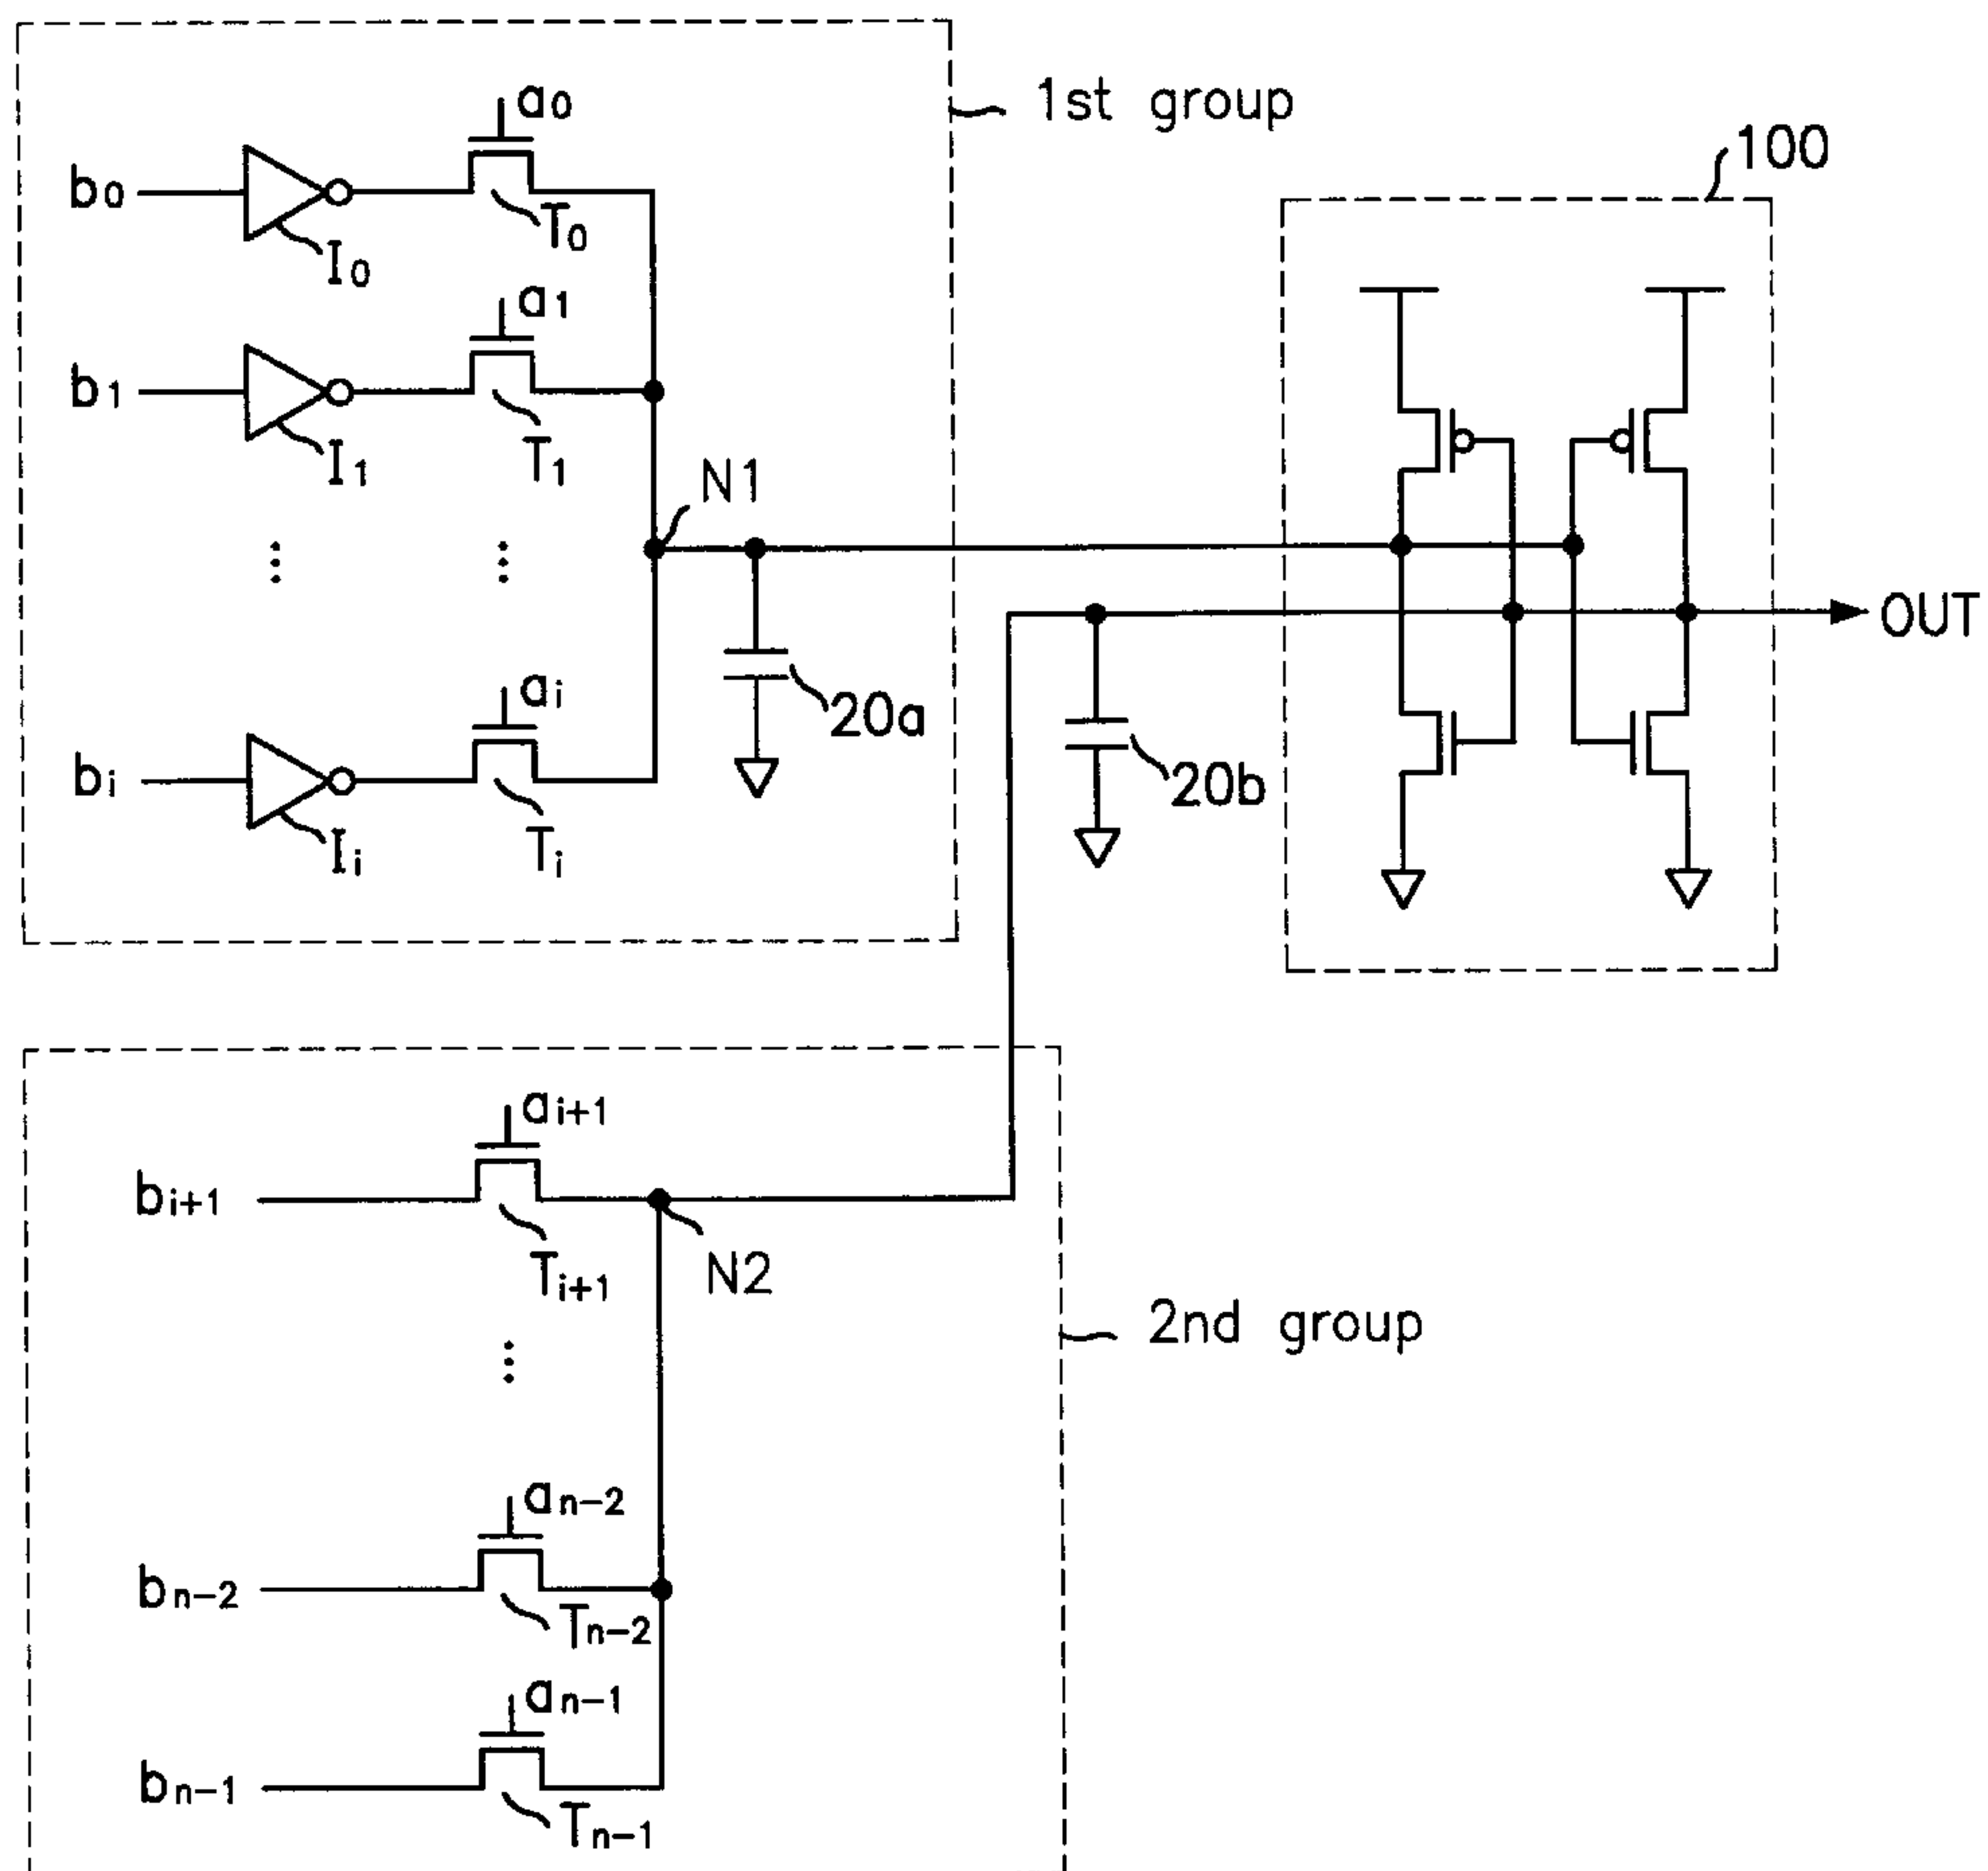 a0
1st group
100
b0
T0
I0
a1
b1
T1
I1
N1
OUT
ai
20a
20b
bi
Ti
Ii
ai+1
bi+1
Ti+1
N2
2nd group
an-2
bn-2
Tn-2
an-1
bn-1
Tn-1